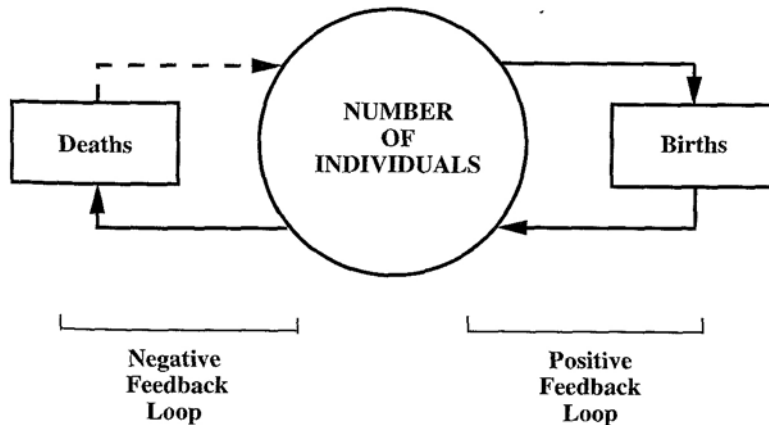 NUMBER
OF
INDIVIDUALS
Deaths
Births
Negative
Feedback
Loop
Positive
Feedback
Loop